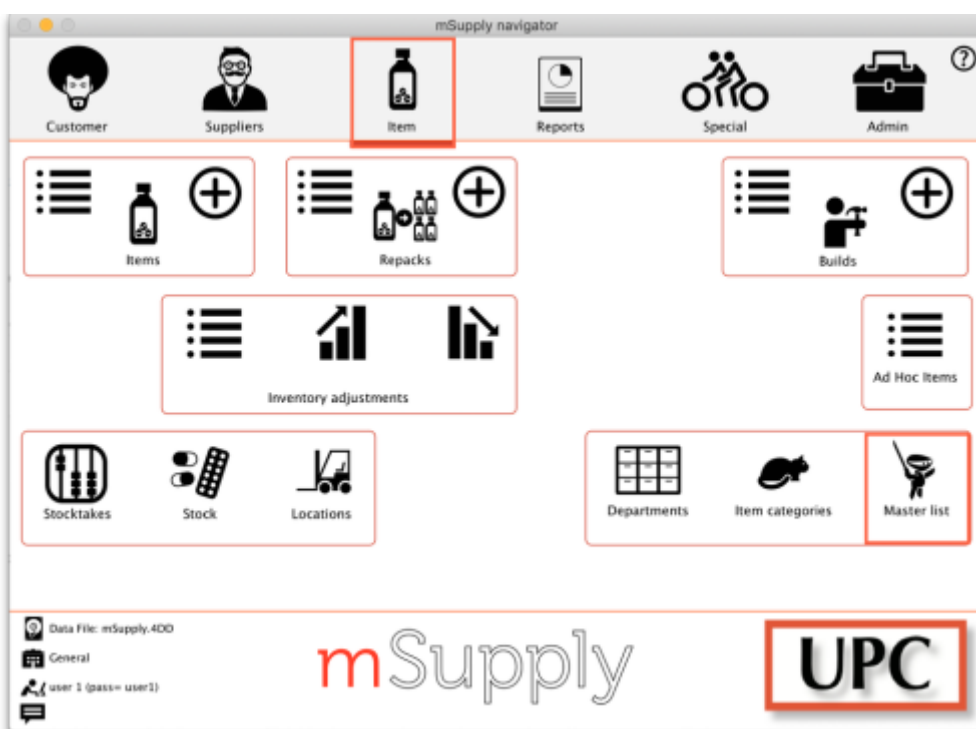 mSupply navigator
?
Customer
Suppliers
Item
Reports
Special
Admin
Items
Repacks
Builds
Inventory adjustments
Ad Hoc Items
Stocktakes
Stock
Locations
Departments
Item categories
Master list
Data File: mSupply.4DD
General
user 1 (pass= user1)
mSupply
UPC